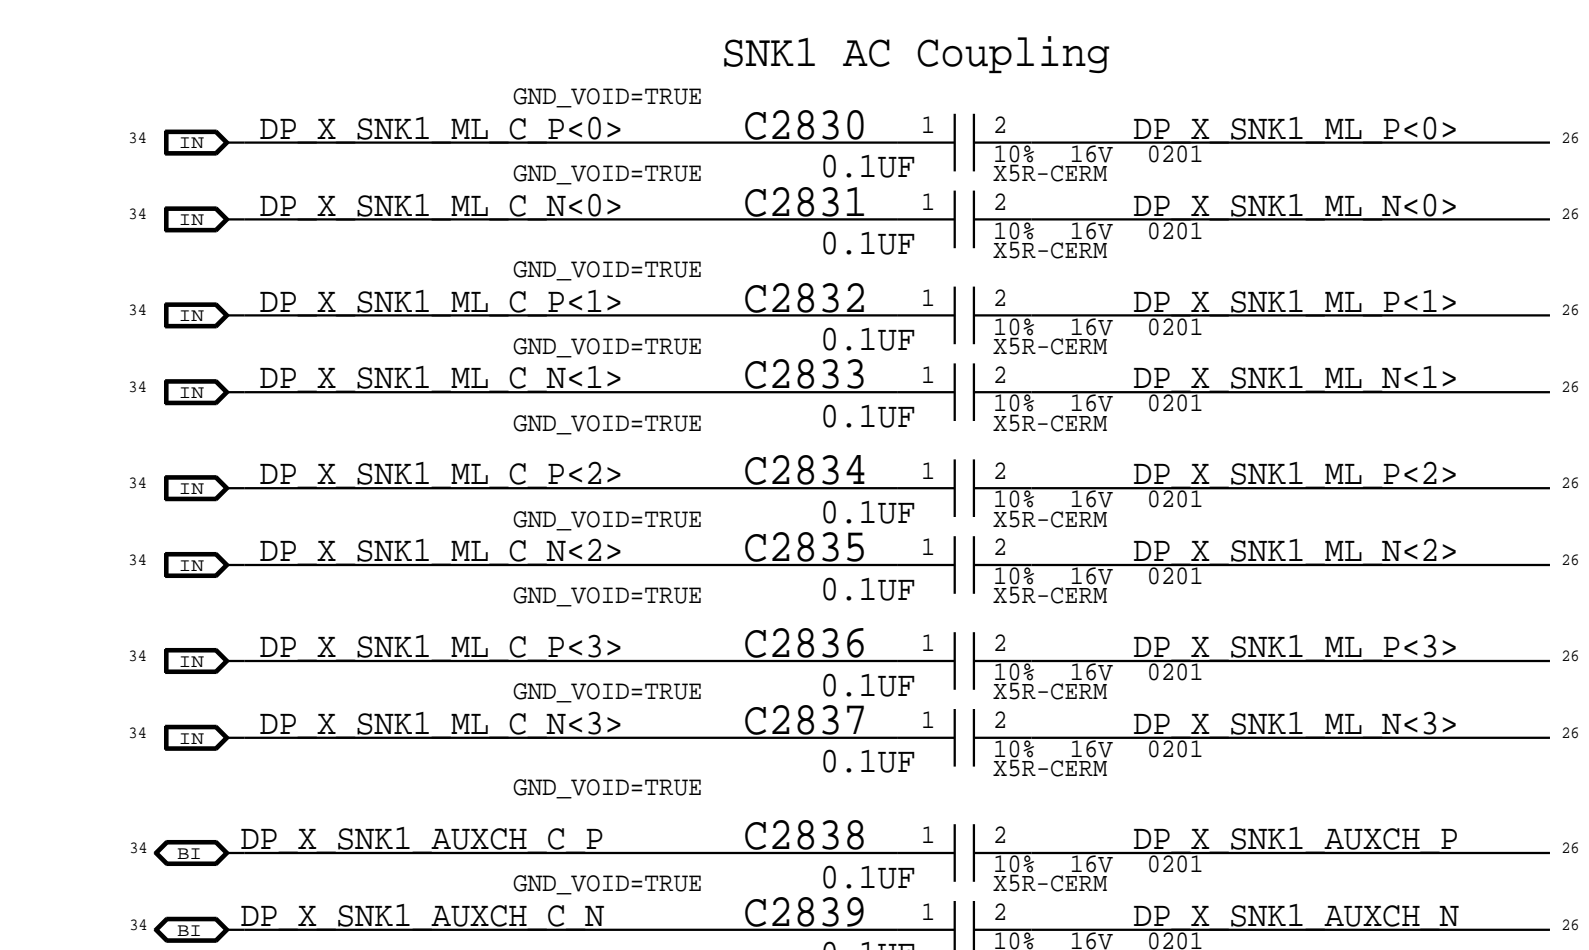 SNK1 AC Coupling
GND_VOID=TRUE
34 IN DP_X_SNK1_ML_C_P<0> C2830 1 2 DP_X_SNK1_ML_P<0> 26
0.1UF 10% 16V 0201
X5R-CERM
GND_VOID=TRUE
34 IN DP_X_SNK1_ML_C_N<0> C2831 1 2 DP_X_SNK1_ML_N<0> 26
0.1UF 10% 16V 0201
X5R-CERM
GND_VOID=TRUE
34 IN DP_X_SNK1_ML_C_P<1> C2832 1 2 DP_X_SNK1_ML_P<1> 26
0.1UF 10% 16V 0201
X5R-CERM
GND_VOID=TRUE
34 IN DP_X_SNK1_ML_C_N<1> C2833 1 2 DP_X_SNK1_ML_N<1> 26
0.1UF 10% 16V 0201
X5R-CERM
GND_VOID=TRUE
34 IN DP_X_SNK1_ML_C_P<2> C2834 1 2 DP_X_SNK1_ML_P<2> 26
0.1UF 10% 16V 0201
X5R-CERM
GND_VOID=TRUE
34 IN DP_X_SNK1_ML_C_N<2> C2835 1 2 DP_X_SNK1_ML_N<2> 26
0.1UF 10% 16V 0201
X5R-CERM
GND_VOID=TRUE
34 IN DP_X_SNK1_ML_C_P<3> C2836 1 2 DP_X_SNK1_ML_P<3> 26
0.1UF 10% 16V 0201
X5R-CERM
GND_VOID=TRUE
34 IN DP_X_SNK1_ML_C_N<3> C2837 1 2 DP_X_SNK1_ML_N<3> 26
0.1UF 10% 16V 0201
X5R-CERM
GND_VOID=TRUE
34 BI DP_X_SNK1_AUXCH_C_P C2838 1 2 DP_X_SNK1_AUXCH_P 26
0.1UF 10% 16V 0201
X5R-CERM
GND_VOID=TRUE
34 BI DP_X_SNK1_AUXCH_C_N C2839 1 2 DP_X_SNK1_AUXCH_N 26
0.1UF 10% 16V 0201